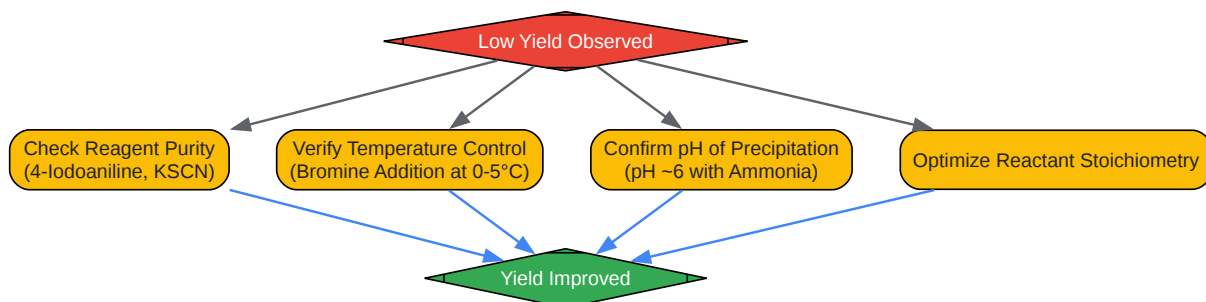 Low Yield Observed
Check Reagent Purity
(4-Iodoaniline, KSCN)
Verify Temperature Control
(Bromine Addition at 0-5°C)
Confirm pH of Precipitation
(pH ~6 with Ammonia)
Optimize Reactant Stoichiometry
Yield Improved